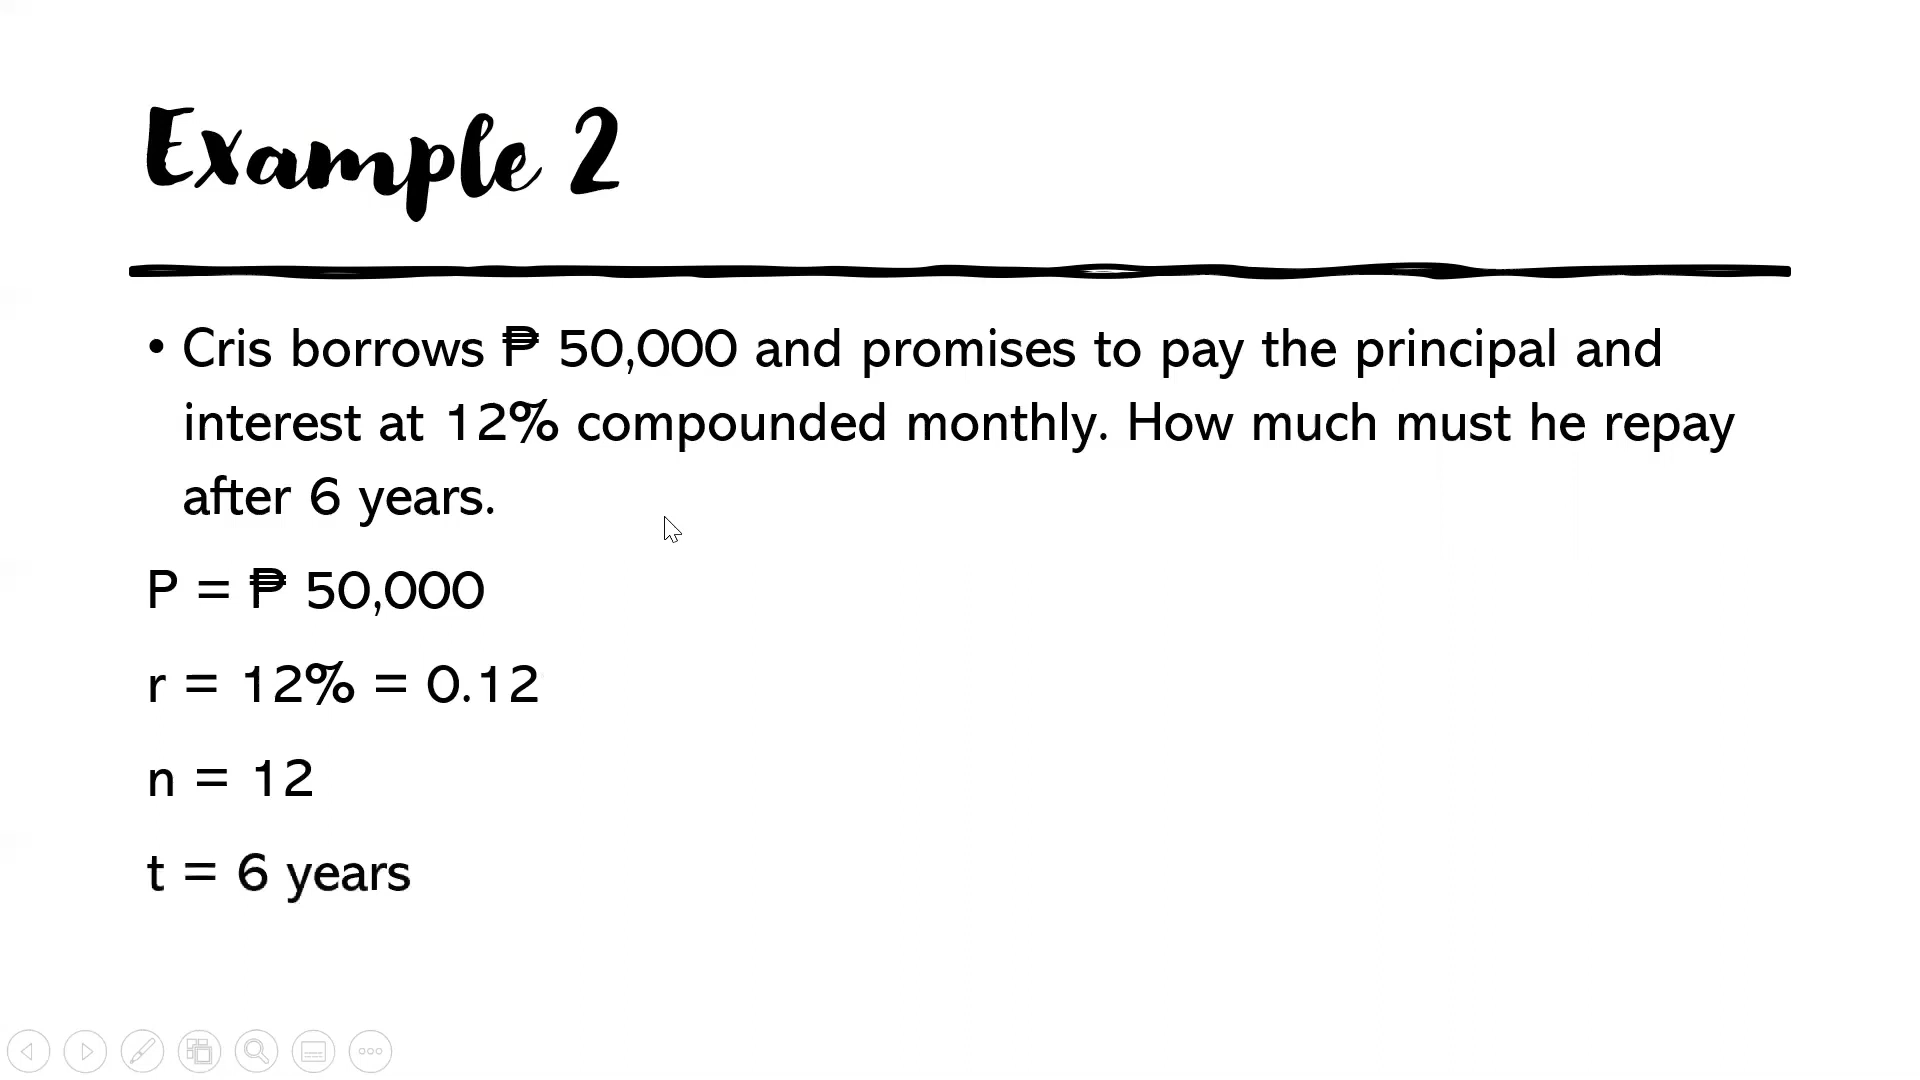 Example 2
• Cris borrows ₱ 50,000 and promises to pay the principal and
interest at 12% compounded monthly. How much must he repay
after 6 years.
P = ₱ 50,000
r = 12% = 0.12
n = 12
t = 6 years